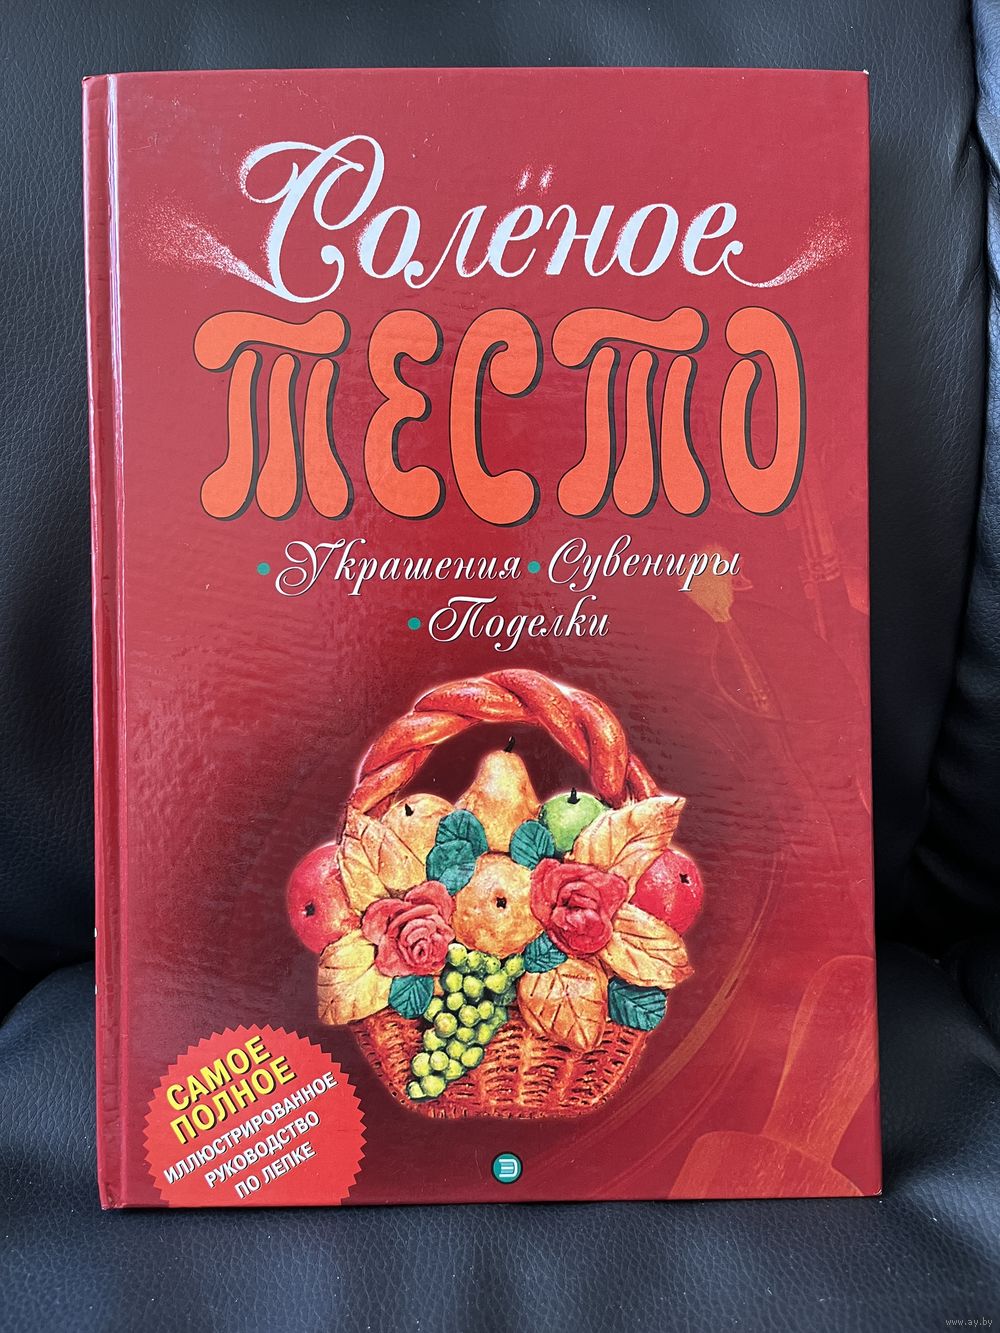 Солёное
ТЕСТО
• Украшения • Сувениры
• Поделки
САМОЕ
ПОЛНОЕ
ИЛЛЮСТРИРОВАННОЕ
РУКОВОДСТВО
ПО ЛЕПКЕ
Э
www.ay.by